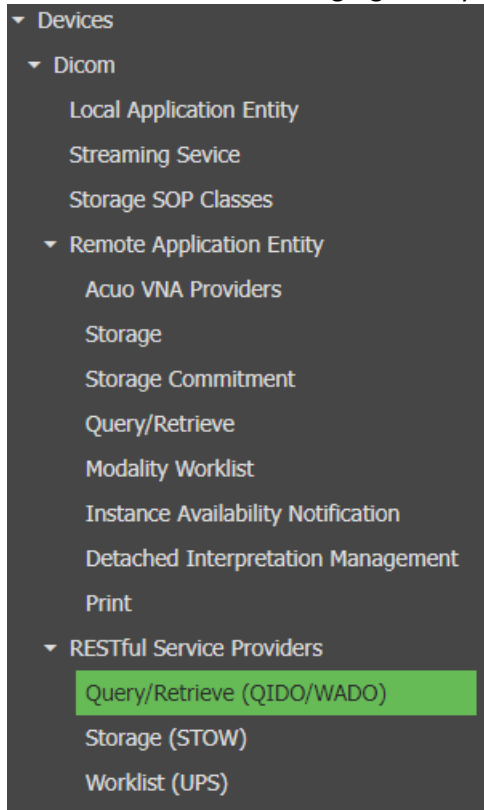 Devices
Dicom
Local Application Entity
Streaming Sevice
Storage SOP Classes
Remote Application Entity
Acuo VNA Providers
Storage
Storage Commitment
Query/Retrieve
Modality Worklist
Instance Availability Notification
Detached Interpretation Management
Print
RESTful Service Providers
Query/Retrieve (QIDO/WADO)
Storage (STOW)
Worklist (UPS)